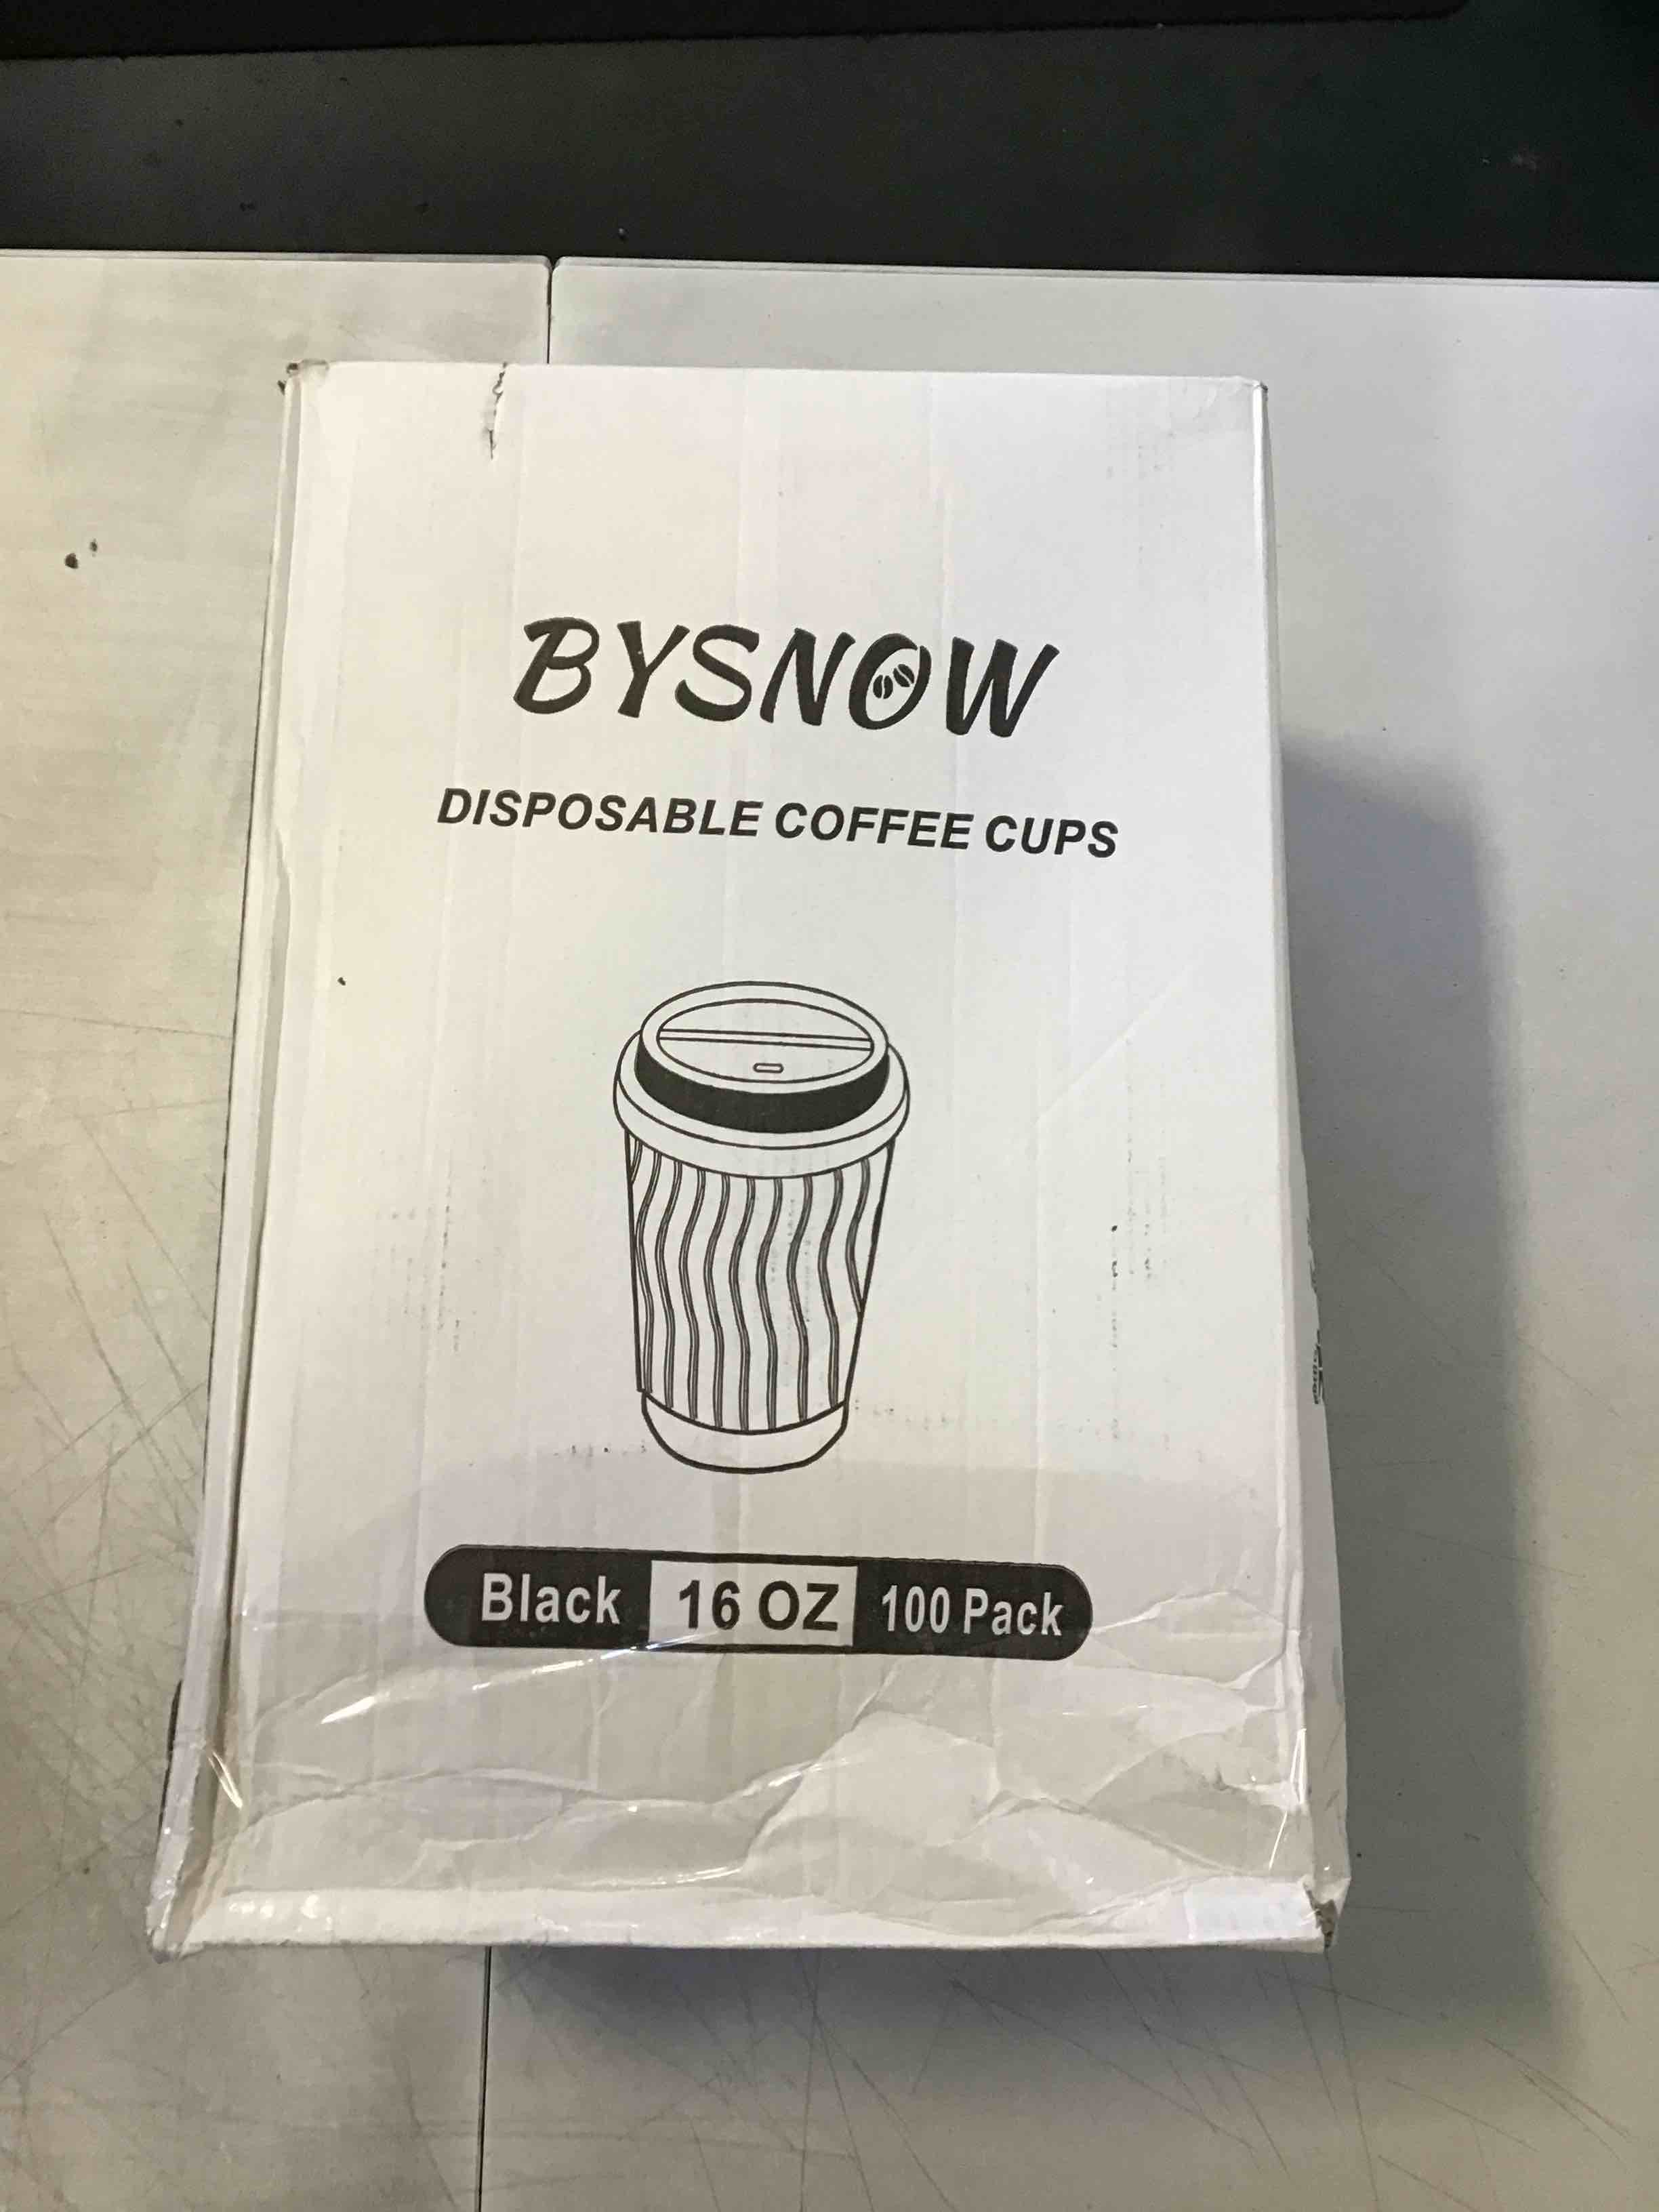 BYSNOW
DISPOSABLE COFFEE CUPS
Black 16 OZ 100 Pack